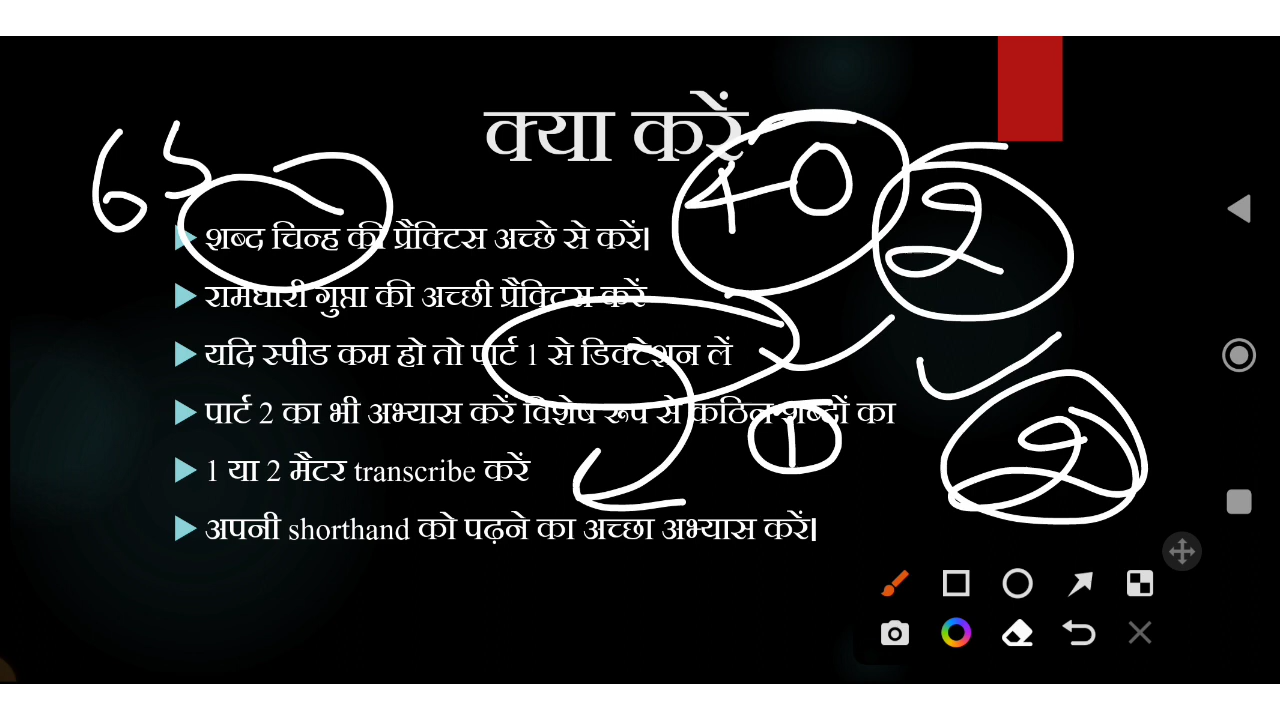 क्या करें
65
40
2
शब्द चिन्ह की प्रैक्टिस अच्छे से करें।
रामधारी गुप्ता की अच्छी प्रैक्टिस करें
यदि स्पीड कम हो तो पार्ट 1 से डिक्टेशन लें
पार्ट 2 का भी अभ्यास करें विशेष रूप से कठिन शब्दों का
1
2
1 या 2 मैटर transcribe करें
अपनी shorthand को पढ़ने का अच्छा अभ्यास करें।